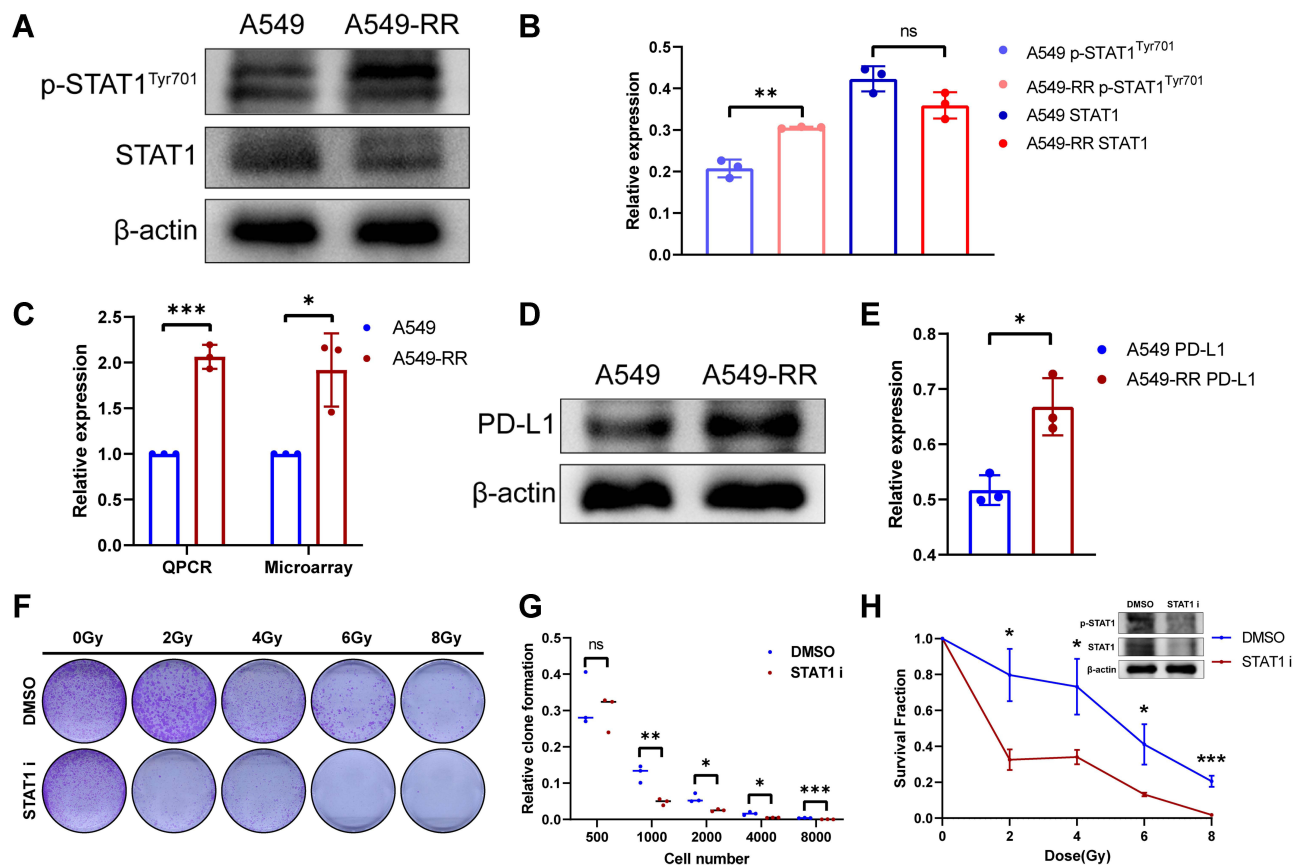 A
A549 A549-RR
p-STAT1Tyr701
STAT1
β-actin
B
0.5
0.4
0.3
0.2
0.1
0.0
Relative expression
**
ns
A549 p-STAT1Tyr701
A549-RR p-STAT1Tyr701
A549 STAT1
A549-RR STAT1
C
2.5
2.0
1.5
1.0
0.5
0.0
Relative expression
***
*
QPCR Microarray
A549
A549-RR
D
A549 A549-RR
PD-L1
β-actin
E
0.8
0.7
0.6
0.5
0.4
Relative expression
*
A549 PD-L1
A549-RR PD-L1
F
0Gy 2Gy 4Gy 6Gy 8Gy
DMSO
STAT1 i
G
0.5
0.4
0.3
0.2
0.1
0.0
Relative clone formation
ns
**
*
*
***
500 1000 2000 4000 8000
Cell number
DMSO
STAT1 i
H
DMSO STAT1 i
p-STAT1
STAT1
β-actin
1.0
0.8
0.6
0.4
0.2
0.0
Survival Fraction
*
*
*
***
0 2 4 6 8
Dose(Gy)
DMSO
STAT1 i